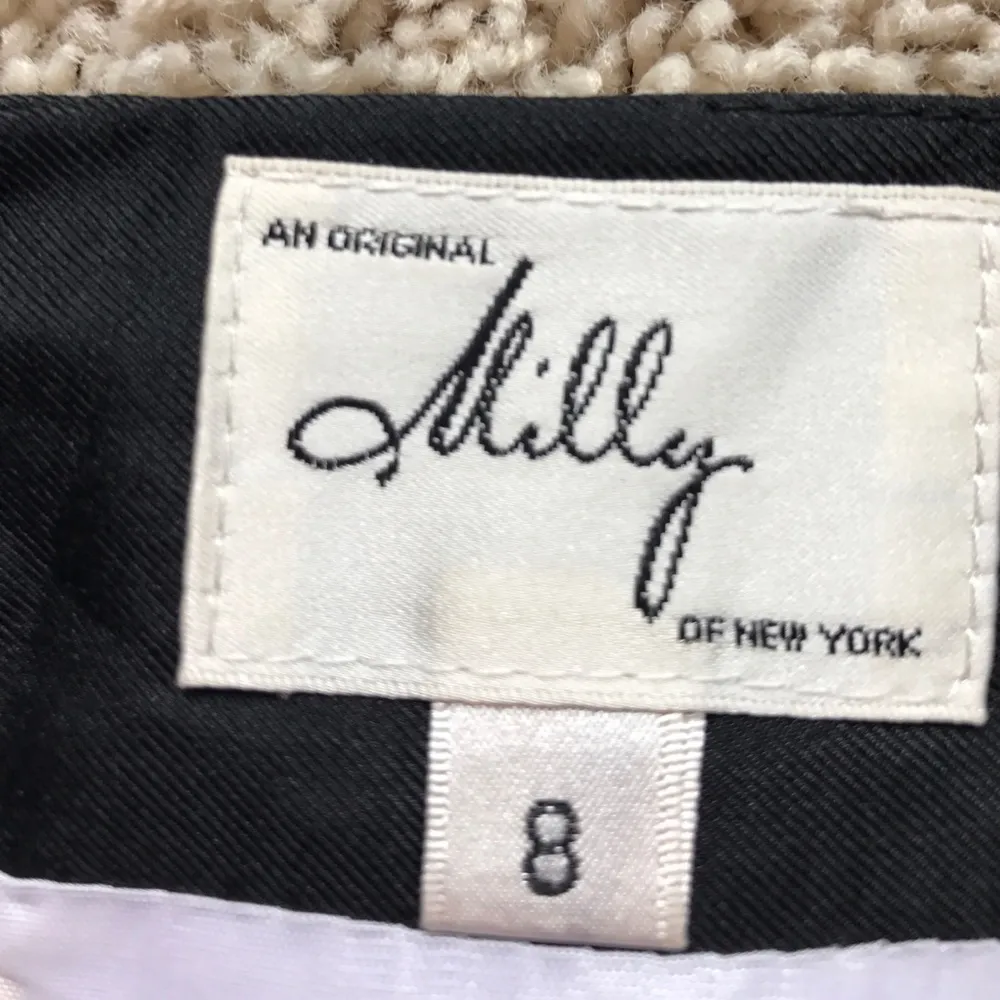 AN ORIGINAL
Milly
OF NEW YORK
8